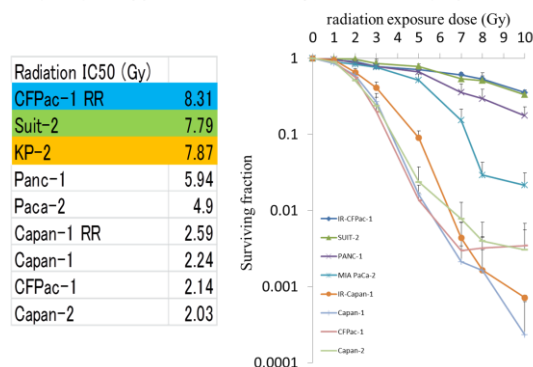 Radiation IC50 (Gy)
CFPac-1 RR 8.31
Suit-2 7.79
KP-2 7.87
Panc-1 5.94
Paca-2 4.9
Capan-1 RR 2.59
Capan-1 2.24
CFPac-1 2.14
Capan-2 2.03
radiation exposure dose (Gy)
0 1 2 3 4 5 6 7 8 9 10
1
0.1
0.01
0.001
0.0001
Surviving fraction
IR-CFPac-1
SUIT-2
PANC-1
MIA PaCa-2
IR-Capan-1
Capan-1
CFPac-1
Capan-2